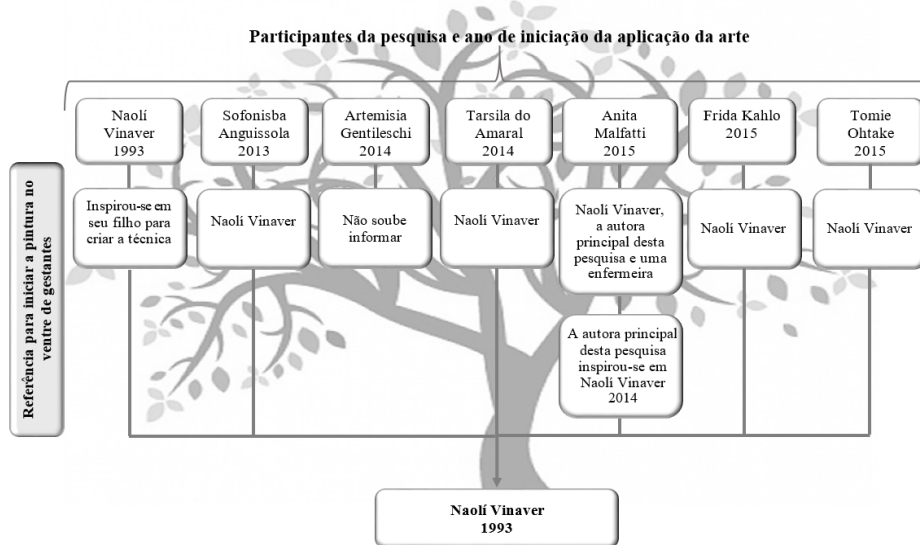 Participantes da pesquisa e ano de iniciação da aplicação da arte
Naolí
Vinaver
1993
Sofonisba
Anguissola
2013
Artemisia
Gentileschi
2014
Tarsila do
Amaral
2014
Anita
Malfatti
2015
Frida Kahlo
2015
Tomie
Ohtake
2015
Referência para iniciar a pintura no
ventre de gestantes
Inspirou-se em
seu filho para
criar a técnica
Naolí Vinaver
Não soube
informar
Naolí Vinaver
Naolí Vinaver,
a autora
principal desta
pesquisa e uma
enfermeira
Naolí Vinaver
Naolí Vinaver
A autora principal
desta pesquisa
inspirou-se em
Naolí Vinaver
2014
Naolí Vinaver
1993